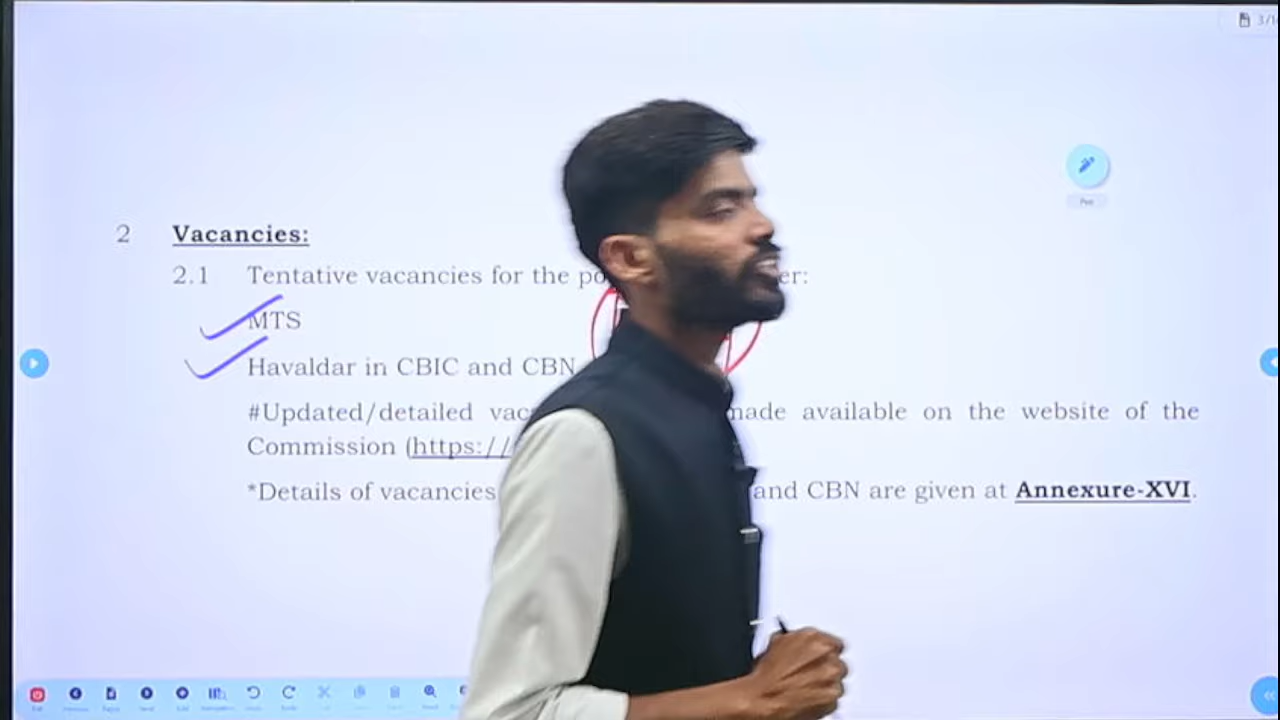 3/
2 Vacancies:
2.1 Tentative vacancies for the po er:
MTS
Havaldar in CBIC and CBN
#Updated/detailed vac made available on the website of the
Commission (https://
*Details of vacancies and CBN are given at Annexure-XVI.
Pen